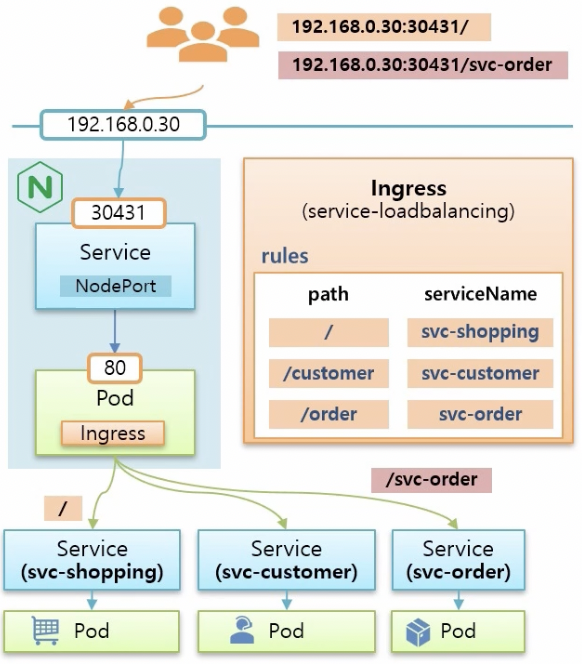 192.168.0.30:30431/
192.168.0.30:30431/svc-order
192.168.0.30
N
30431
Service
NodePort
80
Pod
Ingress
Ingress
(service-loadbalancing)
rules
path serviceName
/ svc-shopping
/customer svc-customer
/order svc-order
/
/svc-order
Service
(svc-shopping)
Service
(svc-customer)
Service
(svc-order)
Pod
Pod
Pod